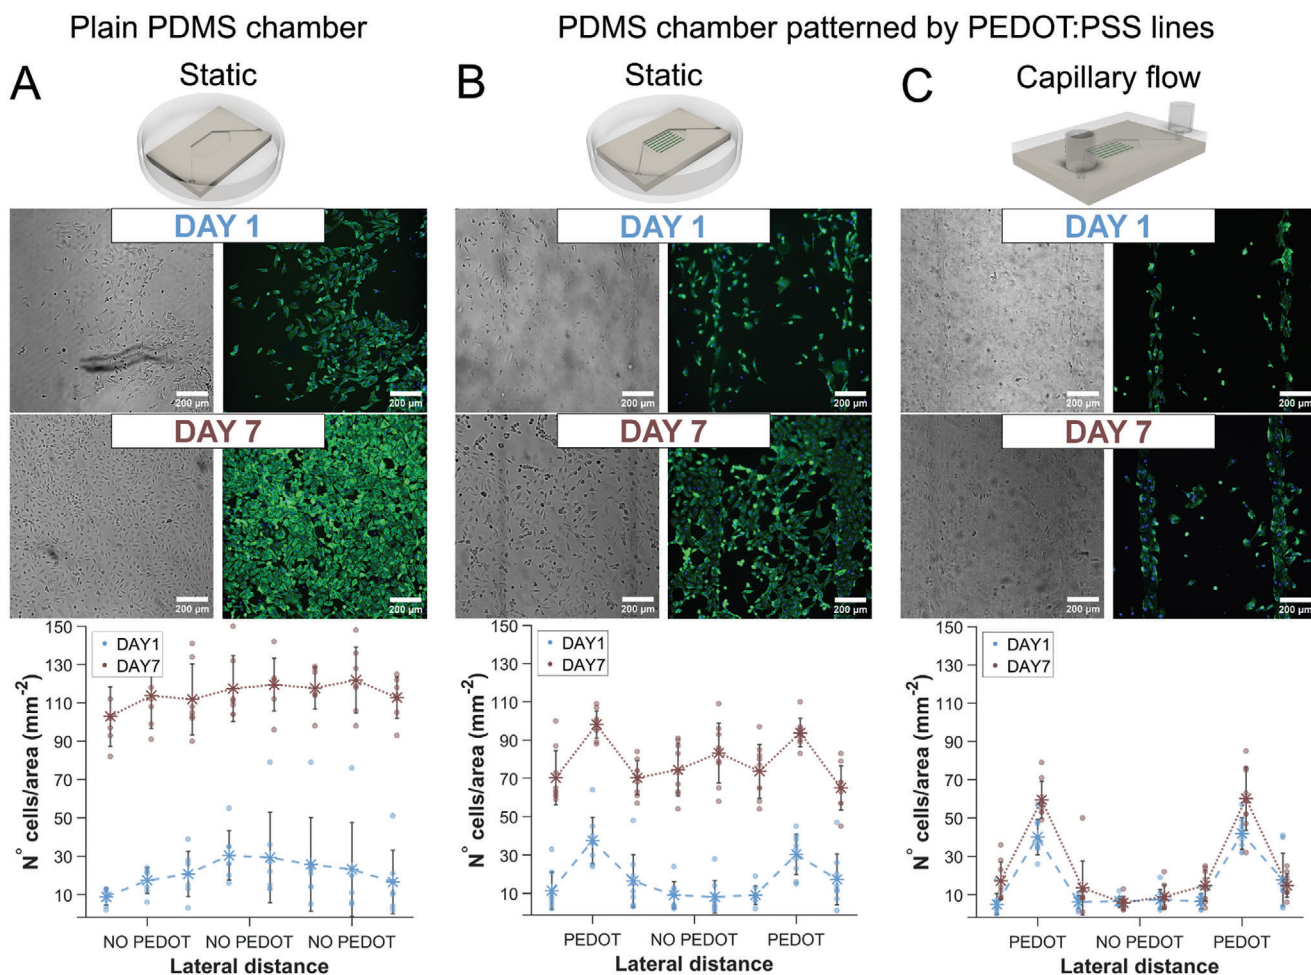 Plain PDMS chamber
PDMS chamber patterned by PEDOT:PSS lines
A
Static
B
Static
C
Capillary flow
DAY 1
200 µm
200 µm
DAY 1
200 µm
200 µm
DAY 1
200 µm
200 µm
DAY 7
200 µm
200 µm
DAY 7
200 µm
200 µm
DAY 7
200 µm
200 µm
N° cells/area (mm⁻²)
150
130
110
90
70
50
30
10
DAY1
DAY7
NO PEDOT NO PEDOT NO PEDOT
Lateral distance
N° cells/area (mm⁻²)
150
130
110
90
70
50
30
10
DAY1
DAY7
PEDOT NO PEDOT PEDOT
Lateral distance
N° cells/area (mm⁻²)
150
130
110
90
70
50
30
10
DAY1
DAY7
PEDOT NO PEDOT PEDOT
Lateral distance